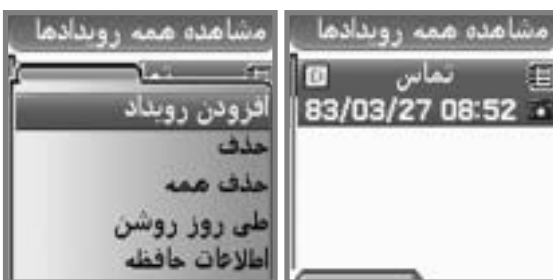 مشاهده همه رویدادها
تماس
83/03/27 08:52
مشاهده همه رویدادها
افزودن رویداد
حذف
حذف همه
طی روز روشن
اطلاعات حافظه